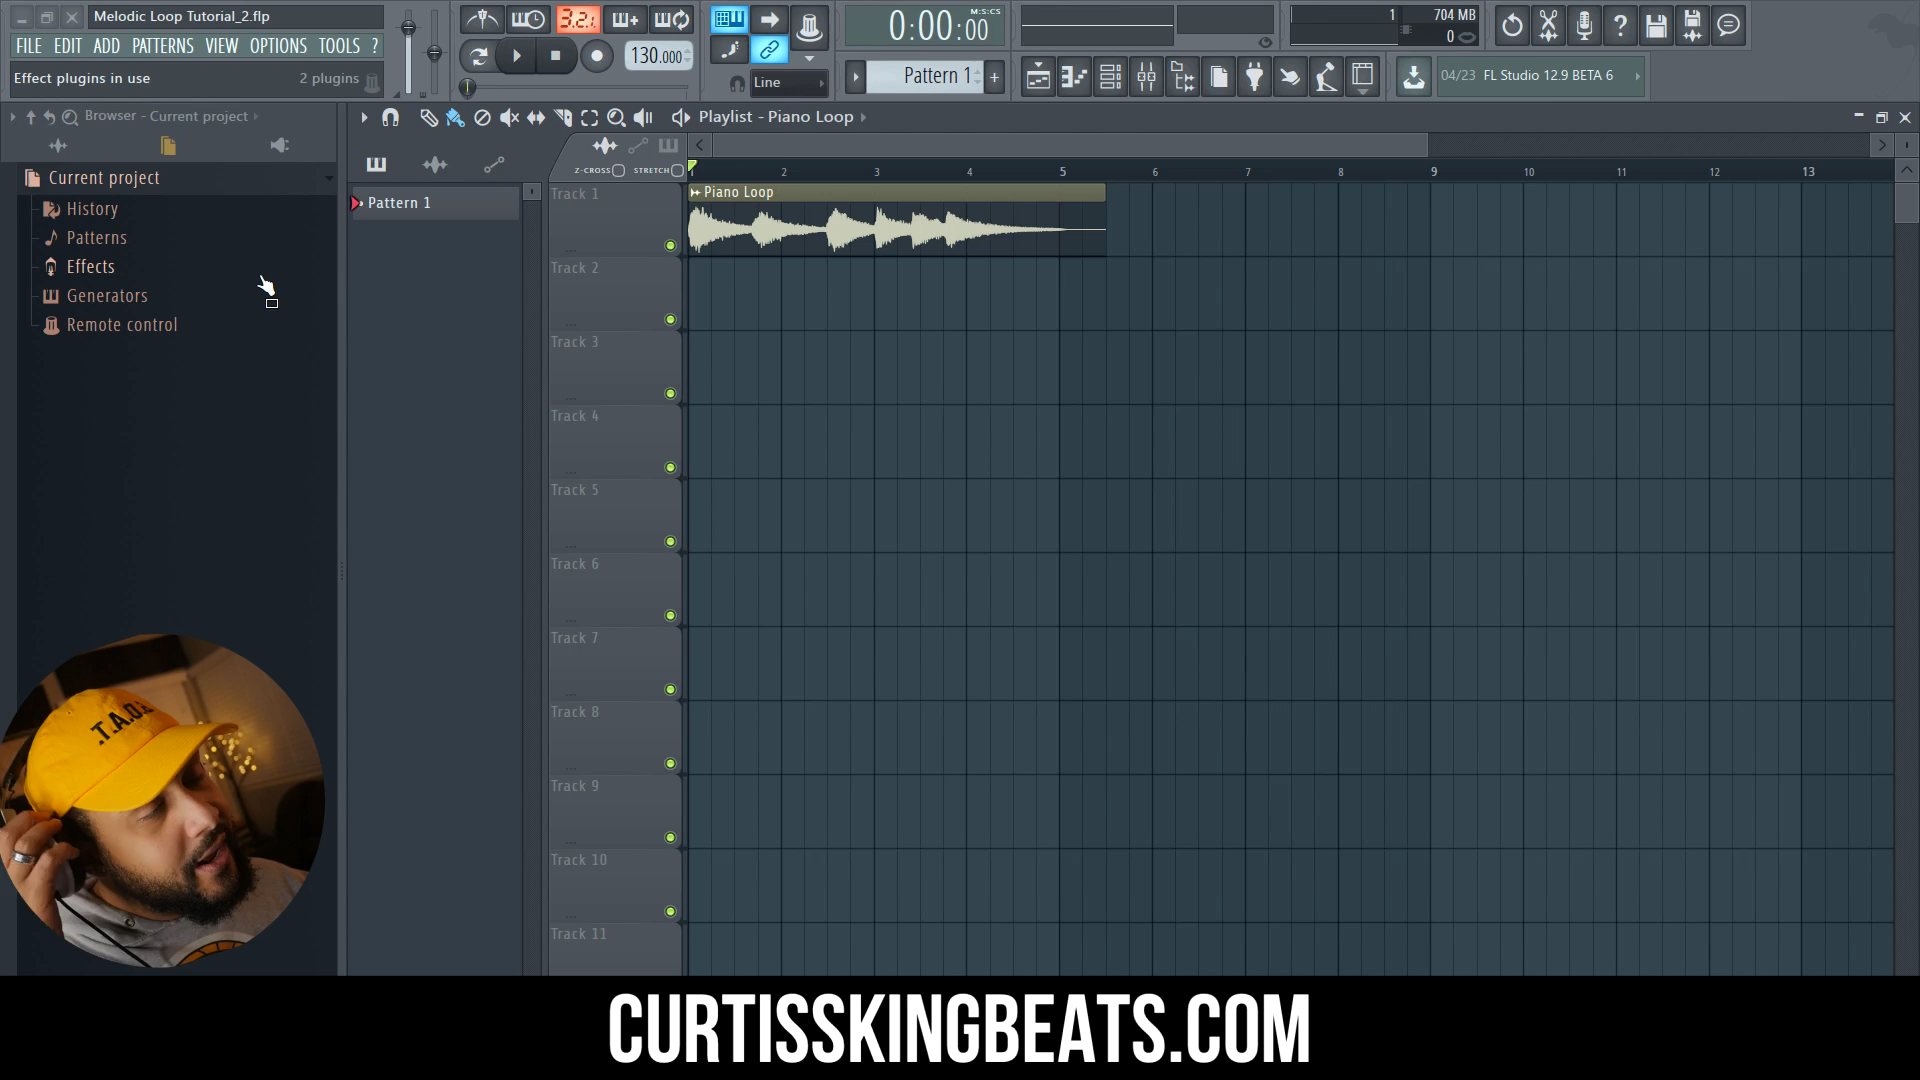 Melodic Loop Tutorial_2.flp
FILE EDIT ADD PATTERNS VIEW OPTIONS TOOLS ?
Effect plugins in use 2 plugins
130.000
0:00:00 M:S:CS
Line
Pattern 1
1 704 MB
0
04/23 FL Studio 12.9 BETA 6
Browser - Current project
Playlist - Piano Loop
Current project
History
Patterns
Effects
Generators
Remote control
Pattern 1
Z-CROSS STRETCH
1 2 3 4 5 6 7 8 9 10 11 12 13
Piano Loop
Track 1
Track 2
Track 3
Track 4
Track 5
Track 6
Track 7
Track 8
Track 9
Track 10
Track 11
CURTISSKINGBEATS.COM